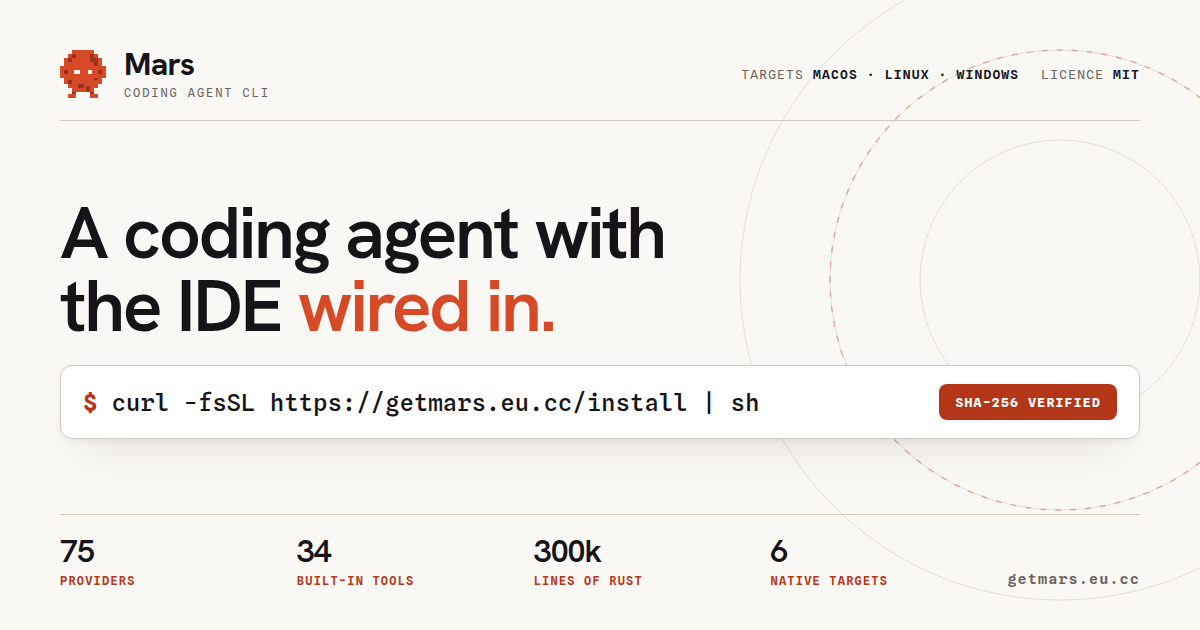 Mars
CODING AGENT CLI
TARGETS MACOS · LINUX · WINDOWS LICENCE MIT
A coding agent with
the IDE wired in.
$ curl -fsSL https://getmars.eu.cc/install | sh
SHA-256 VERIFIED
75
PROVIDERS
34
BUILT-IN TOOLS
300k
LINES OF RUST
6
NATIVE TARGETS
getmars.eu.cc